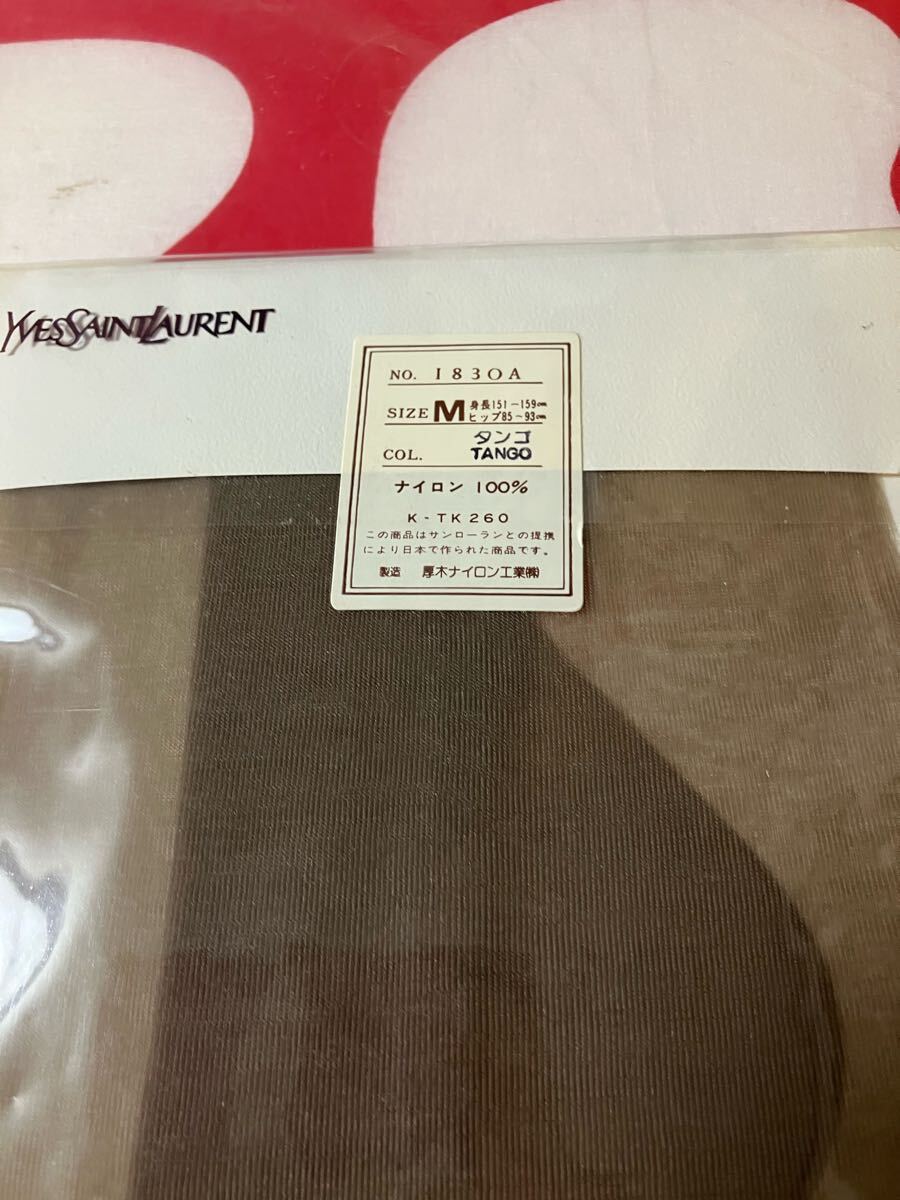 YVESSAINTLAURENT
NO. 1830A
SIZE M 身長151~159cm
ヒップ85~93cm
COL. タンゴ
TANGO
ナイロン 100%
K-TK260
この商品はサンローランとの提携
により日本で作られた商品です。
製造 厚木ナイロン工業㈱